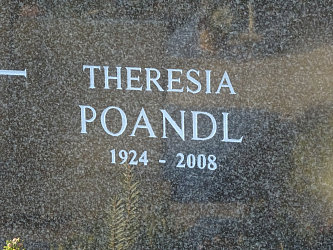 THERESIA
POANDL
1924 - 2008